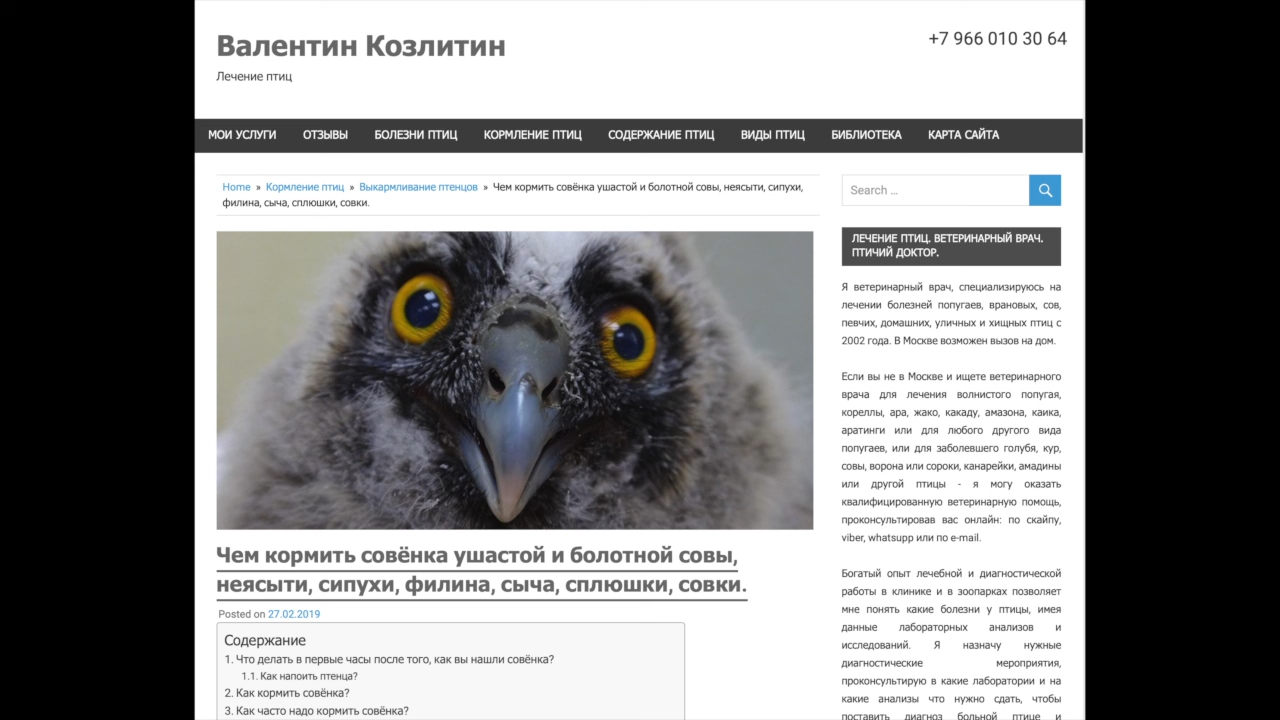 Валентин Козлитин
+7 966 010 30 64
Лечение птиц
МОИ УСЛУГИ ОТЗЫВЫ БОЛЕЗНИ ПТИЦ КОРМЛЕНИЕ ПТИЦ СОДЕРЖАНИЕ ПТИЦ ВИДЫ ПТИЦ БИБЛИОТЕКА КАРТА САЙТА
Home » Кормление птиц » Выкармливание птенцов » Чем кормить совёнка ушастой и болотной совы, неясыти, сипухи,
филина, сыча, сплюшки, совки.
Чем кормить совёнка ушастой и болотной совы,
неясыти, сипухи, филина, сыча, сплюшки, совки.
Posted on 27.02.2019
Содержание
1. Что делать в первые часы после того, как вы нашли совёнка?
1.1. Как напоить птенца?
2. Как кормить совёнка?
3. Как часто надо кормить совёнка?
Search ...
ЛЕЧЕНИЕ ПТИЦ. ВЕТЕРИНАРНЫЙ ВРАЧ.
ПТИЧИЙ ДОКТОР.
Я ветеринарный врач, специализируюсь на
лечении болезней попугаев, врановых, сов,
певчих, домашних, уличных и хищных птиц с
2002 года. В Москве возможен вызов на дом.
Если вы не в Москве и ищете ветеринарного
врача для лечения волнистого попугая,
кореллы, ара, жако, какаду, амазона, каика,
аратинги или для любого другого вида
попугаев, или для заболевшего голубя, кур,
совы, ворона или сороки, канарейки, амадины
или другой птицы - я могу оказать
квалифицированную ветеринарную помощь,
проконсультировав вас онлайн: по скайпу,
viber, whatsupp или по e-mail.
Богатый опыт лечебной и диагностической
работы в клинике и в зоопарках позволяет
мне понять какие болезни у птицы, имея
данные лабораторных анализов и
исследований. Я назначу нужные
диагностические мероприятия,
проконсультирую в какие лаборатории и на
какие анализы что нужно сдать, чтобы
поставить диагноз больной птице и